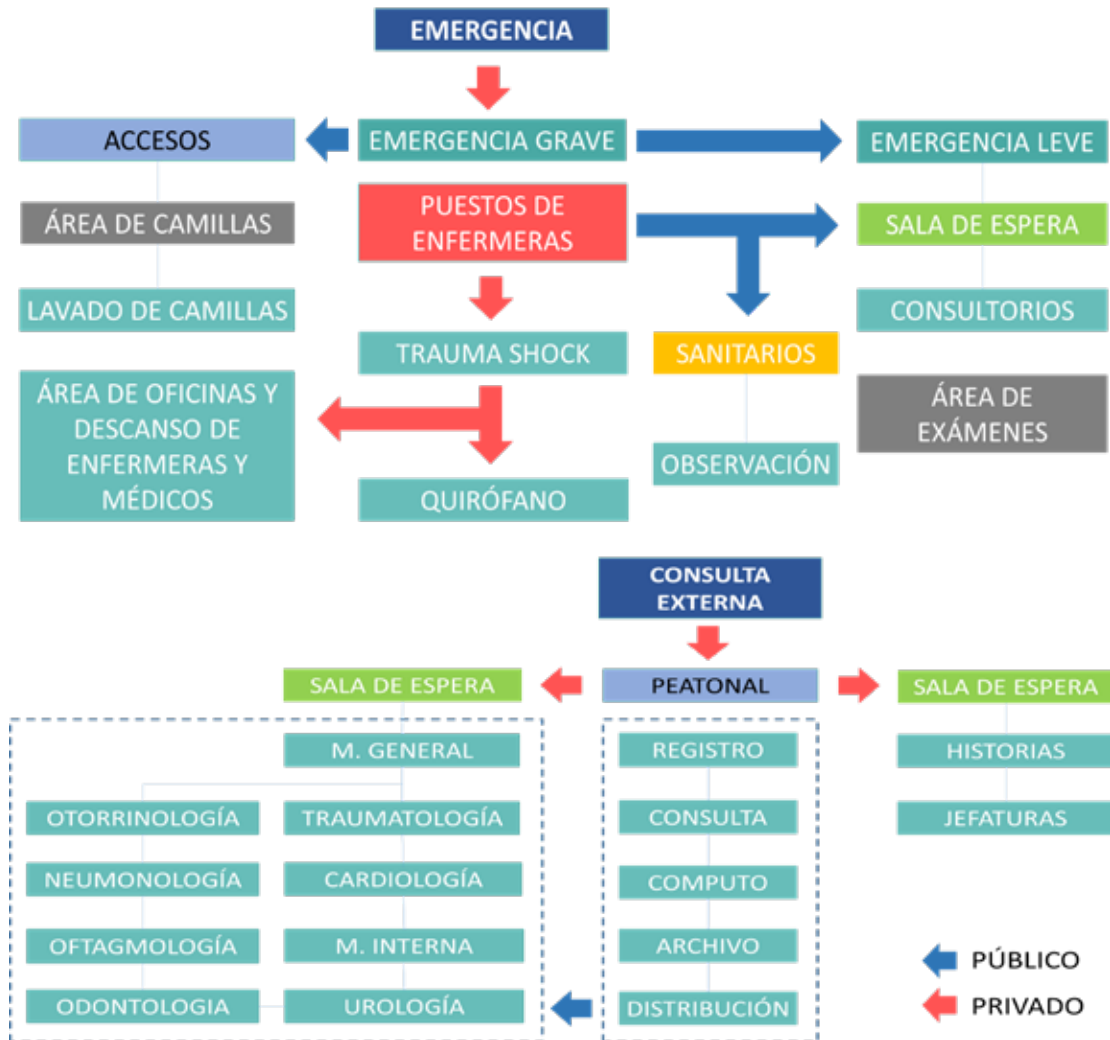 EMERGENCIA
ACCESOS
EMERGENCIA GRAVE
EMERGENCIA LEVE
ÁREA DE CAMILLAS
PUESTOS DE
ENFERMERAS
SALA DE ESPERA
LAVADO DE CAMILLAS
CONSULTORIOS
TRAUMA SHOCK
SANITARIOS
ÁREA DE OFICINAS Y
DESCANSO DE
ENFERMERAS Y
MÉDICOS
ÁREA DE
EXÁMENES
OBSERVACIÓN
QUIRÓFANO
CONSULTA
EXTERNA
SALA DE ESPERA
PEATONAL
SALA DE ESPERA
M. GENERAL
REGISTRO
HISTORIAS
OTORRINOLOGÍA
TRAUMATOLOGÍA
CONSULTA
JEFATURAS
NEUMONOLOGÍA
CARDIOLOGÍA
COMPUTO
OFTAGMOLOGÍA
M. INTERNA
ARCHIVO
PÚBLICO
ODONTOLOGIA
UROLOGÍA
DISTRIBUCIÓN
PRIVADO